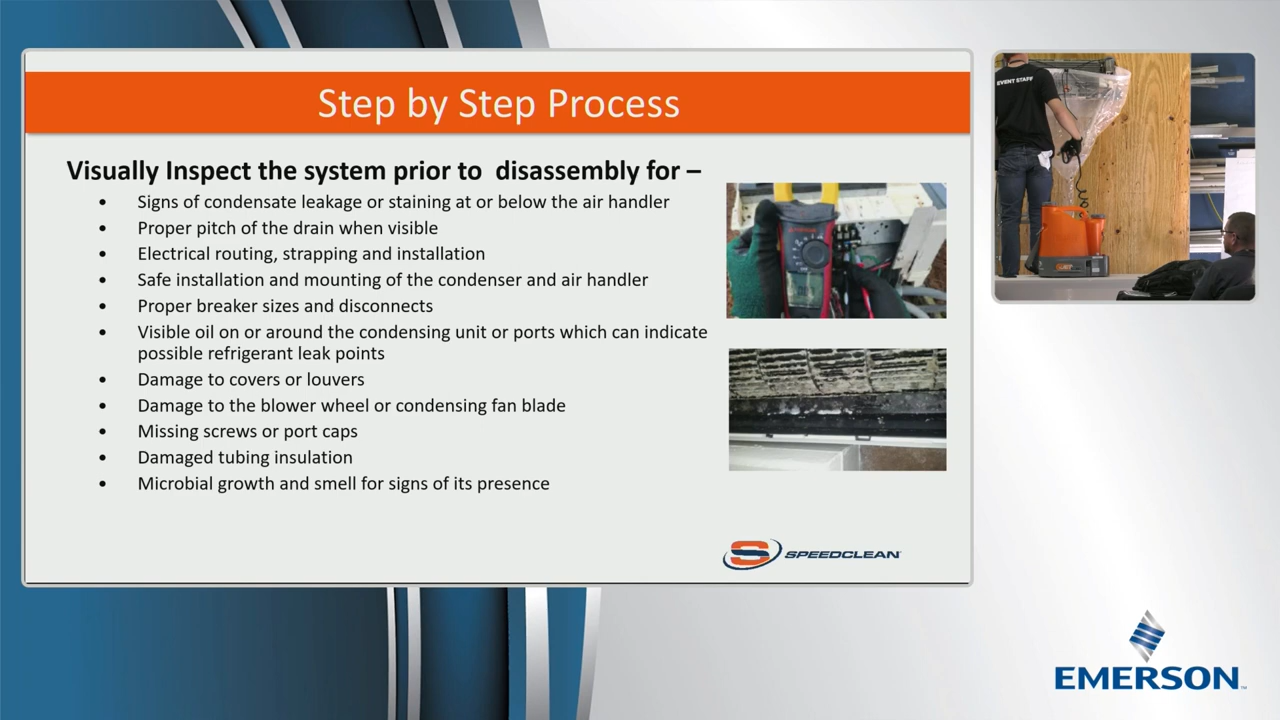 Step by Step Process
Visually Inspect the system prior to disassembly for –
• Signs of condensate leakage or staining at or below the air handler
• Proper pitch of the drain when visible
• Electrical routing, strapping and installation
• Safe installation and mounting of the condenser and air handler
• Proper breaker sizes and disconnects
• Visible oil on or around the condensing unit or ports which can indicate
possible refrigerant leak points
• Damage to covers or louvers
• Damage to the blower wheel or condensing fan blade
• Missing screws or port caps
• Damaged tubing insulation
• Microbial growth and smell for signs of its presence
SPEEDCLEAN
EVENT STAFF
EMERSON